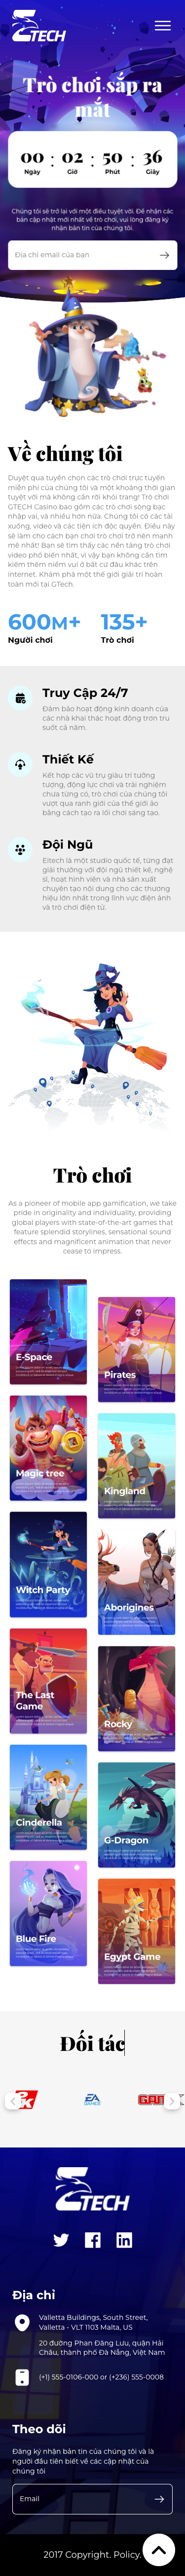 GTECH
Trò chơi sắp ra
mắt
00 : 02 : 50 : 36
Ngày Giờ Phút Giây
Chúng tôi sẽ trở lại với một điều tuyệt vời. Để nhận các
bản cập nhật mới nhất về trò chơi, vui lòng đăng ký
nhận bản tin của chúng tôi.
Địa chỉ email của bạn
Về chúng tôi
Duyệt qua tuyển chọn các trò chơi trực tuyến
miễn phí của chúng tôi và một khoảng thời gian
tuyệt vời mà không cần rời khỏi trang! Trò chơi
GTECH Casino bao gồm các trò chơi sòng bạc
nhập vai, và nhiều hơn nữa. Chúng tôi có các tải
xuống, video và các tiện ích độc quyền. Điều này
sẽ làm cho cách bạn chơi trò chơi trở nên mạnh
mẽ nhất! Bạn sẽ tìm thấy các nền tảng trò chơi
video phổ biến nhất, vì vậy bạn không cần tìm
kiếm thêm niềm vui ở bất cứ đâu khác trên
internet. Khám phá một thế giới giải trí hoàn
toàn mới tại GTech.
600M+ 135+
Người chơi Trò chơi
Truy Cập 24/7
Đảm bảo hoạt động kinh doanh của
các nhà khai thác hoạt động trơn tru
suốt cả năm.
Thiết Kế
Kết hợp các vũ trụ giàu trí tưởng
tượng, động lực chơi và trải nghiệm
chưa từng có, trò chơi của chúng tôi
vượt qua ranh giới của thế giới ảo
bằng cách tạo ra lối chơi sáng tạo.
Đội Ngũ
Eitech là một studio quốc tế, từng đạt
giải thưởng với đội ngũ thiết kế, nghệ
sĩ, hoạt hình viên và nhà sản xuất
chuyên tạo nội dung cho các thương
hiệu lớn nhất trong lĩnh vực điện ảnh
và trò chơi điện tử.
Trò chơi
As a pioneer of mobile app gamification, we take
pride in originality and individuality, providing
global players with state-of-the-art games that
feature splendid storylines, sensational sound
effects and magnificent animation that never
cease to impress.
E-Space
Pirates
Magic tree
Kingland
Witch Party
Aborigines
The Last
Game
Rocky
Cinderella
G-Dragon
Blue Fire
Egypt Game
Đối tác
2K
EA
GAMES
GTECH
Địa chỉ
Valletta Buildings, South Street,
Valletta - VLT 1103 Malta, US
20 đường Phan Đăng Lưu, quận Hải
Châu, thành phố Đà Nẵng, Việt Nam
(+1) 555-0106-000 or (+236) 555-0008
Theo dõi
Đăng ký nhận bản tin của chúng tôi và là
người đầu tiên biết về các cập nhật của
chúng tôi
Email
2017 Copyright. Policy.